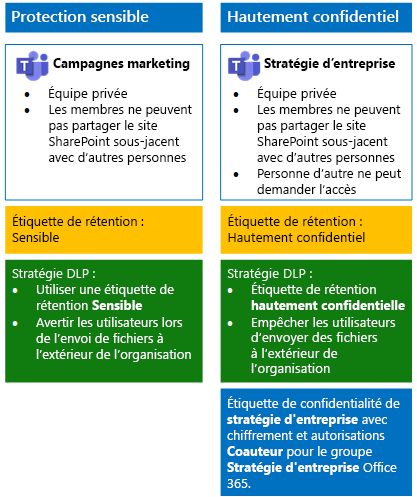 Protection sensible
Campagnes marketing
Équipe privée
Les membres ne peuvent
pas partager le site
SharePoint sous-jacent
avec d'autres personnes
Étiquette de rétention :
Sensible
Stratégie DLP :
Utiliser une étiquette de
rétention Sensible
Avertir les utilisateurs lors
de l'envoi de fichiers à
l'extérieur de l'organisation
Hautement confidentiel
Stratégie d'entreprise
Équipe privée
Les membres ne peuvent
pas partager le site
SharePoint sous-jacent
avec d'autres personnes
Personne d'autre ne peut
demander l'accès
Étiquette de rétention :
Hautement confidentiel
Stratégie DLP :
Étiquette de rétention
hautement confidentielle
Empêcher les utilisateurs
d'envoyer des fichiers
à l'extérieur de
l'organisation
Étiquette de confidentialité de
stratégie d'entreprise avec
chiffrement et autorisations
Coauteur pour le groupe
Stratégie d'entreprise Office
365.